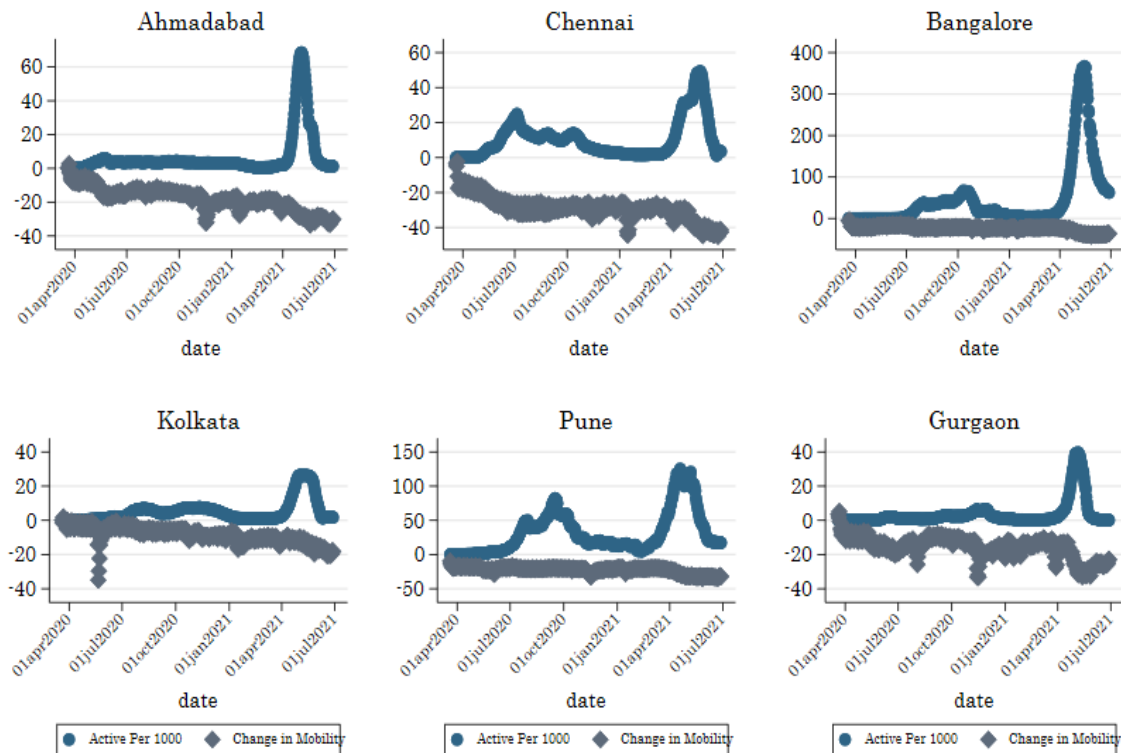 Ahmadabad
60
40
20
0
-20
-40
01apr2020
01jul2020
01oct2020
01jan2021
01apr2021
01jul2021
date
Chennai
60
40
20
0
-20
-40
01apr2020
01jul2020
01oct2020
01jan2021
01apr2021
01jul2021
date
Bangalore
400
300
200
100
0
01apr2020
01jul2020
01oct2020
01jan2021
01apr2021
01jul2021
date
Kolkata
40
20
0
-20
-40
01apr2020
01jul2020
01oct2020
01jan2021
01apr2021
01jul2021
date
Active Per 1000 Change in Mobility
Pune
150
100
50
0
-50
01apr2020
01jul2020
01oct2020
01jan2021
01apr2021
01jul2021
date
Active Per 1000 Change in Mobility
Gurgaon
40
20
0
-20
-40
01apr2020
01jul2020
01oct2020
01jan2021
01apr2021
01jul2021
date
Active Per 1000 Change in Mobility